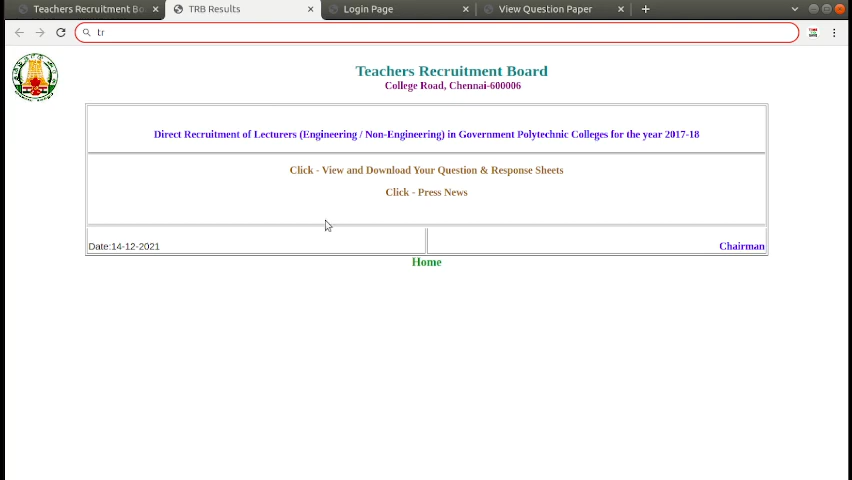 Teachers Recruitment Bo
TRB Results
Login Page
View Question Paper
tr
Teachers Recruitment Board
College Road, Chennai-600006
Direct Recruitment of Lecturers (Engineering / Non-Engineering) in Government Polytechnic Colleges for the year 2017-18
Click - View and Download Your Question & Response Sheets
Click - Press News
Date:14-12-2021
Chairman
Home